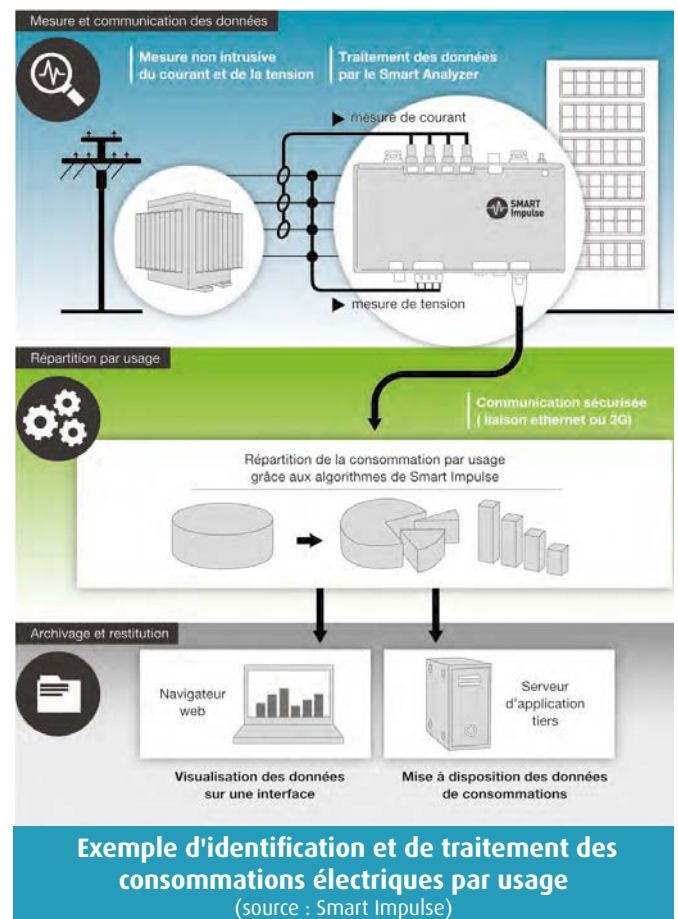 Mesure et communication des données
Mesure non intrusive
du courant et de la tension
Traitement des données
par le Smart Analyzer
mesure de courant
SMART
Impulse
mesure de tension
Répartition par usage
Communication sécurisée
( liaison ethernet ou 3G)
Répartition de la consommation par usage
grâce aux algorithmes de Smart Impulse
Archivage et restitution
Navigateur
web
Serveur
d'application
tiers
Visualisation des données
sur une interface
Mise à disposition des données
de consommations
Exemple d'identification et de traitement des
consommations électriques par usage
(source : Smart Impulse)